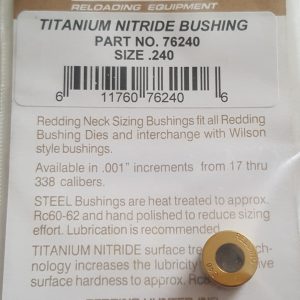 RELOADING EQUIPMENT
TITANIUM NITRIDE BUSHING
PART NO. 76240
SIZE .240
6 11760 76240 6
Redding Neck Sizing Bushings fit all Redding
Bushing Dies and interchange with Wilson
style bushings.
Available in .001" increments from 17 thru
338 calibers.
STEEL Bushings are heat treated to approx.
Rc60-62 and hand polished to reduce sizing
effort. Lubrication is recommended.
TITANIUM NITRIDE surface tech-
nology increases the lubricity
surface hardness to approx.